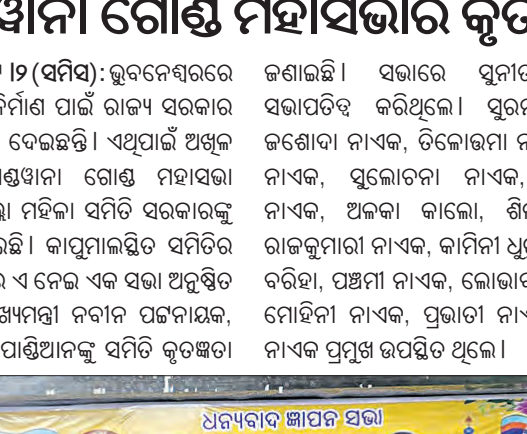 ୱାନା ଗୋଣ୍ଡ ମହାସଭାର କୃତ
।୨ (ସମିସ): ଭୁବନେଶ୍ୱରରେ
ନିର୍ମାଣ ପାଇଁ ରାଜ୍ୟ ସରକାର
ଦେଇଛନ୍ତି। ଏଥିପାଇଁ ଅଖିଳ
ଣ୍ଡୱାନା ଗୋଣ୍ଡ ମହାସଭା
ଲା ମହିଳା ସମିତି ସରକାରଙ୍କୁ
ଇଛି। କାପୁମାଲସ୍ଥିତ ସମିତିର
ଏ ନେଇ ଏକ ସଭା ଅନୁଷ୍ଠିତ
ଖ୍ୟମନ୍ତ୍ରୀ ନବୀନ ପଟ୍ଟନାୟକ,
ପାଣ୍ଡିଆନଙ୍କୁ ସମିତି କୃତଜ୍ଞତା
ଜଣାଇଛି। ସଭାରେ ସୁନୀତ
ସଭାପତିତ୍ୱ କରିଥିଲେ। ସୁର
ଜଶୋଦା ନାଏକ, ତିଳୋତ୍ତମା ନ
ନାଏକ, ସୁଲୋଚନା ନାଏକ,
ନାଏକ, ଅଳକା କାଲୋ, ଶି
ରାଜକୁମାରୀ ନାଏକ, କାମିନୀ ଧୁ
ବରିହା, ପଞ୍ଚମୀ ନାଏକ, ଲୋଭା
ମୋହିନୀ ନାଏକ, ପ୍ରଭାତୀ ନା
ନାଏକ ପ୍ରମୁଖ ଉପସ୍ଥିତ ଥିଲେ।
ଧନ୍ୟବାଦ ଜ୍ଞାପନ ସଭା